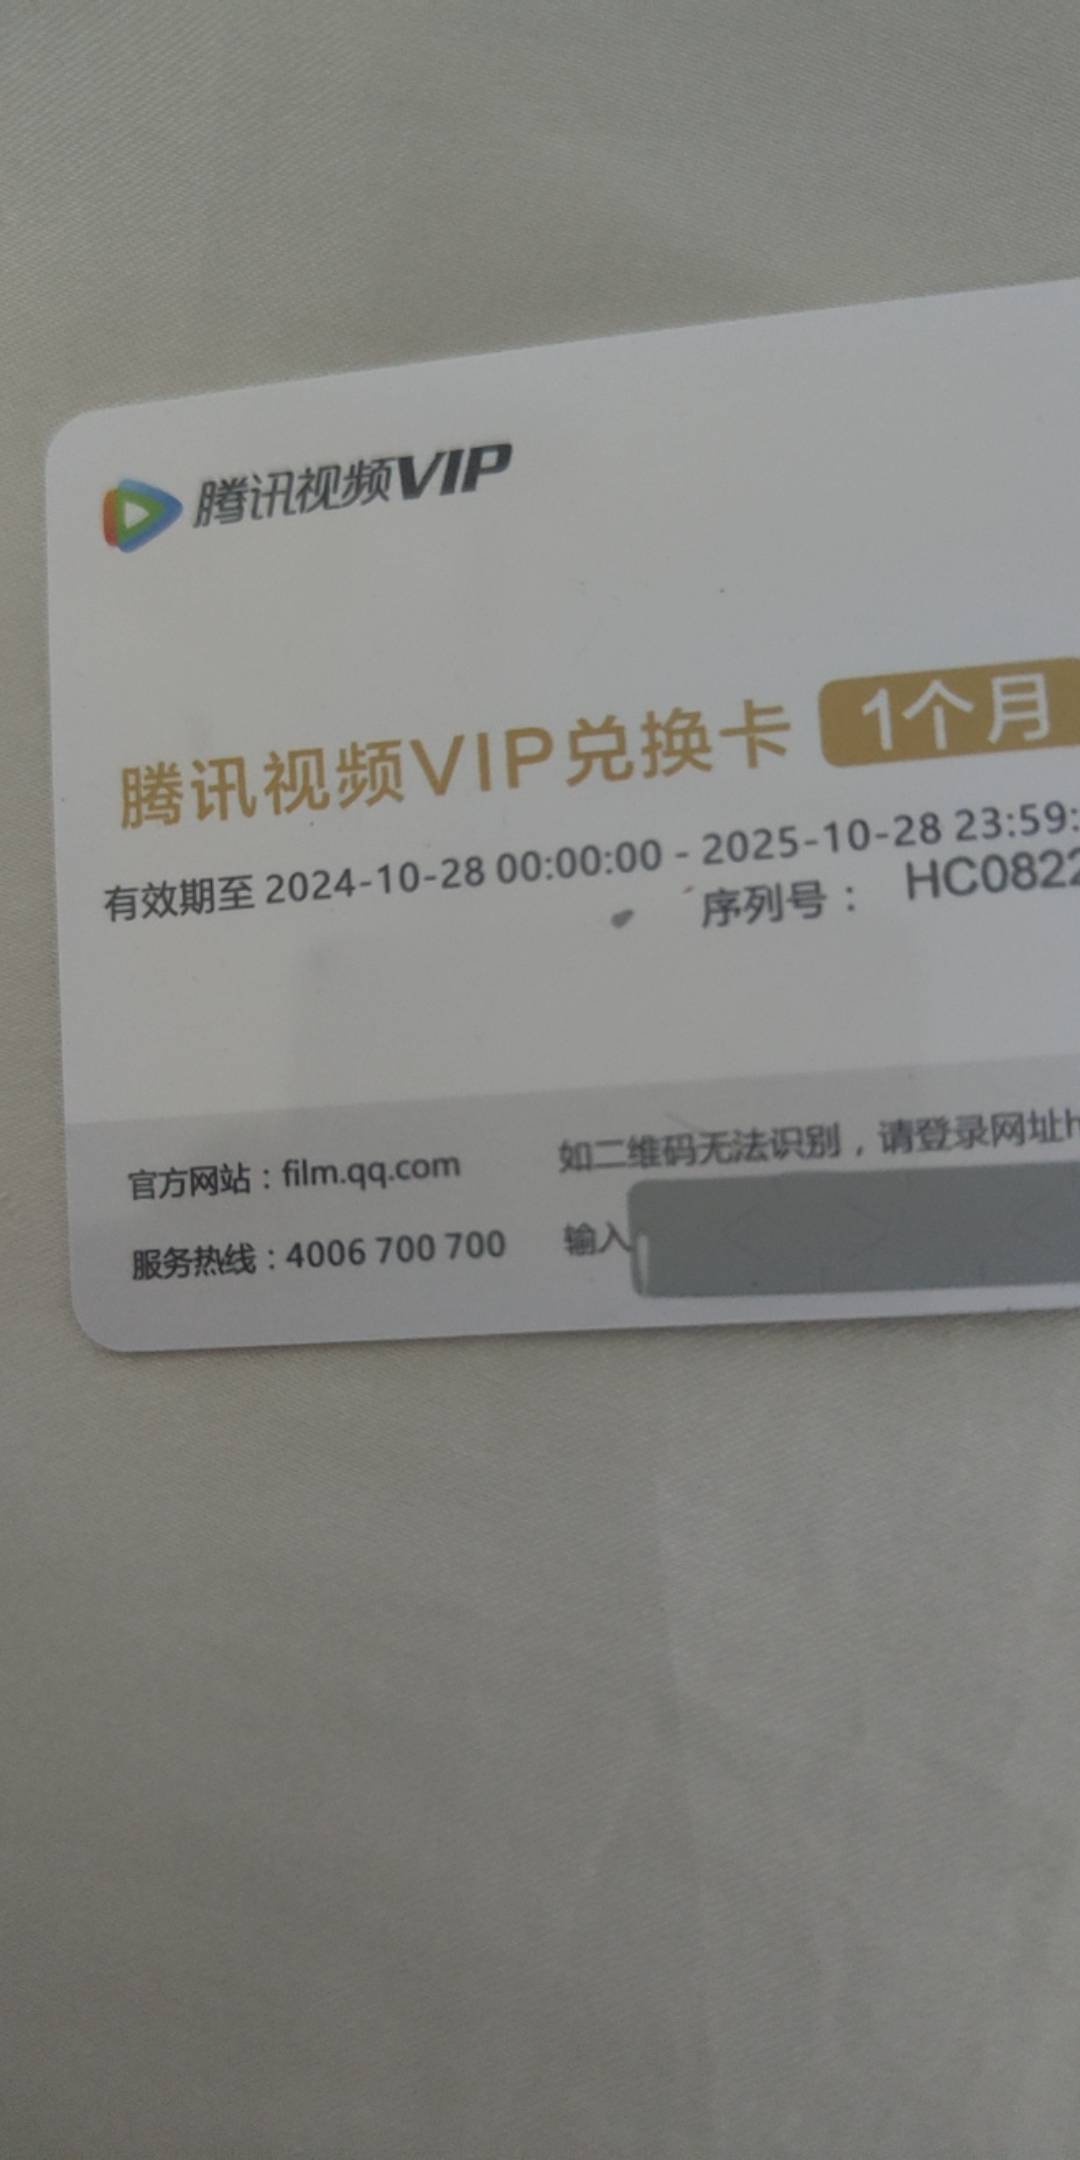 腾讯视频VIP
腾讯视频VIP兑换卡 1个月
有效期至 2024-10-28 00:00:00 - 2025-10-28 23:59:
序列号： HC0822
官方网站：film.qq.com
如二维码无法识别，请登录网址h
服务热线：4006 700 700
输入